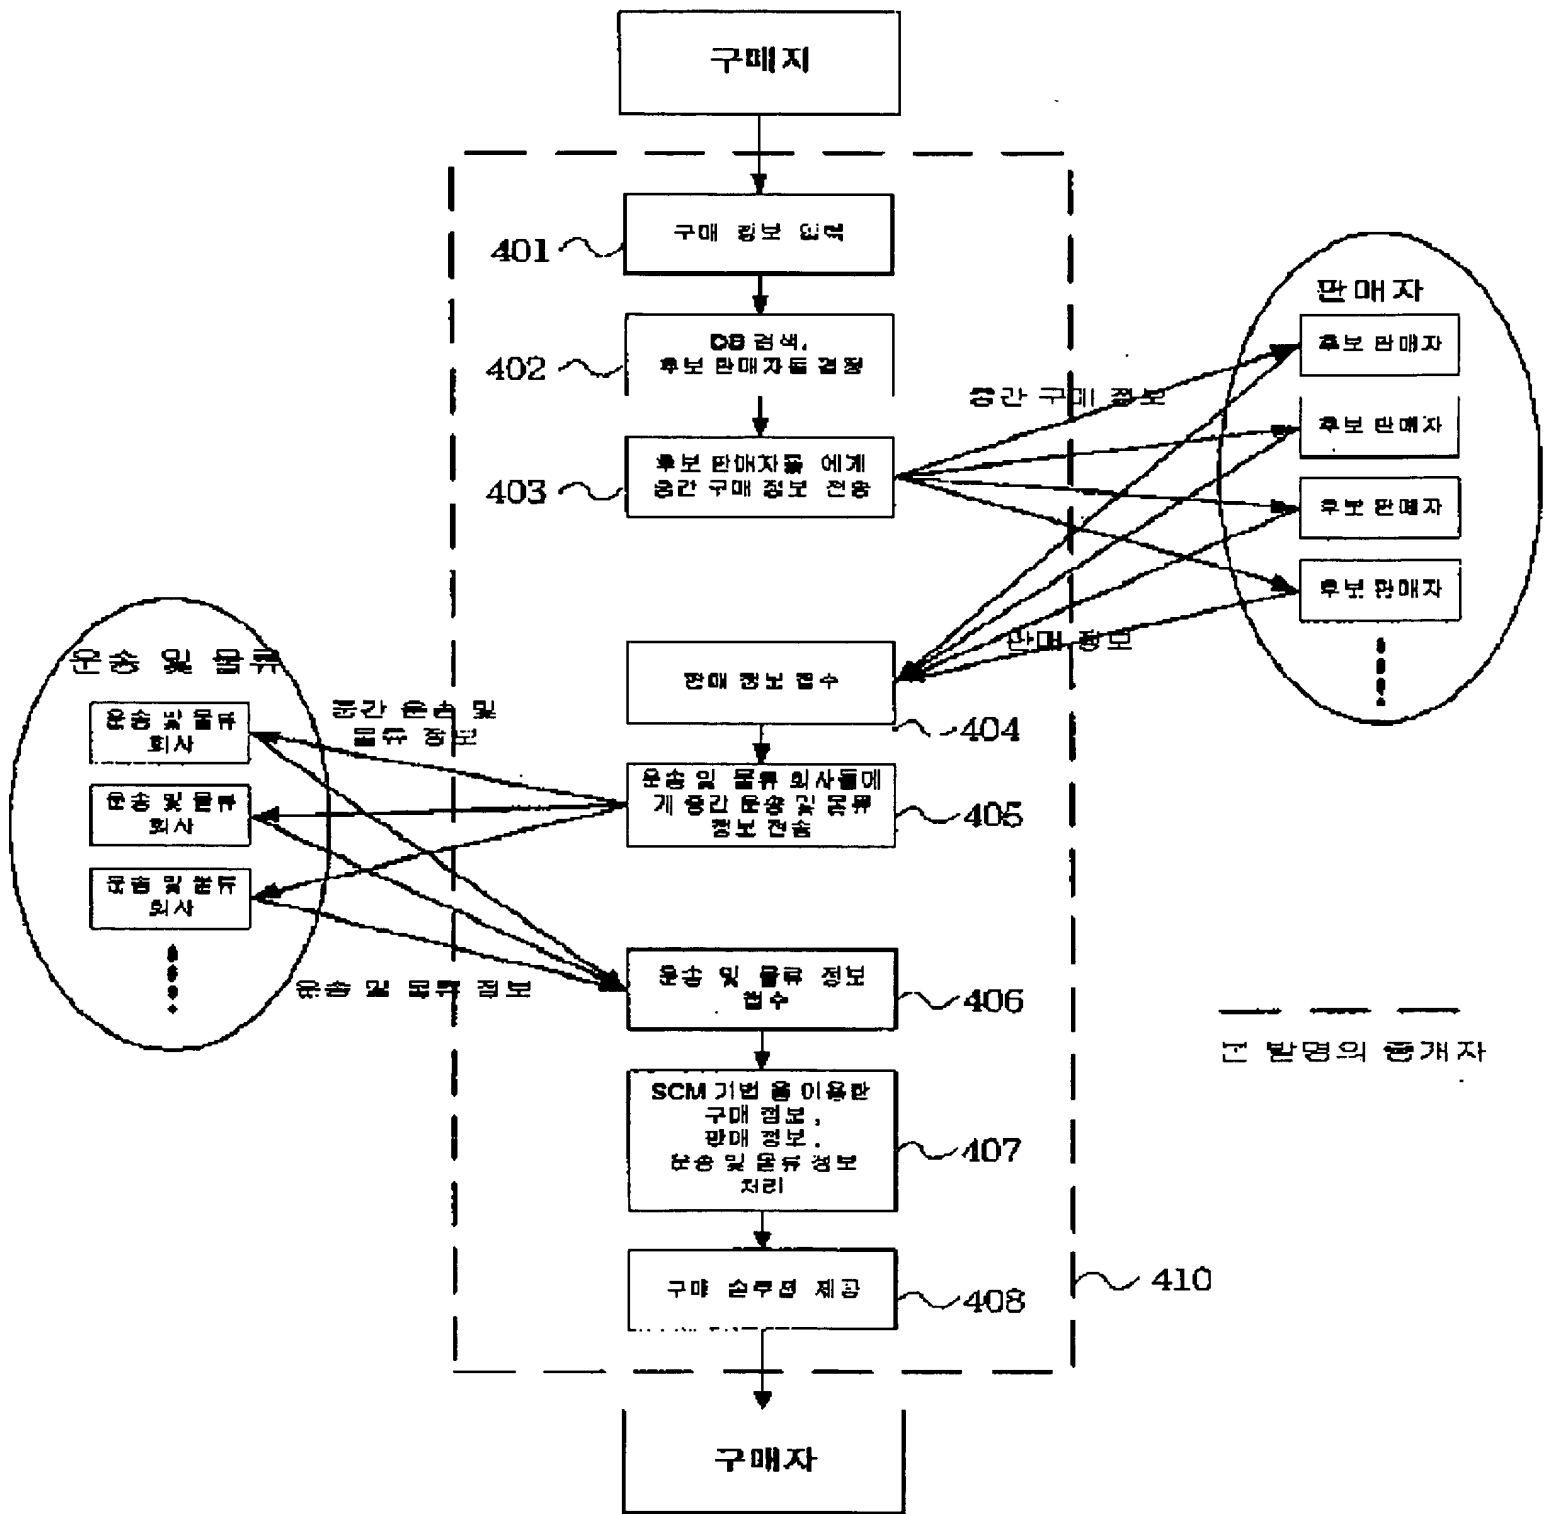 구매자
구매 정보 입력
401
DB 검색,
후보 판매자들 결정
402
후보 판매자들 에게
중간 구매 정보 전송
403
중간 구매 정보
판매자
후보 판매자
후보 판매자
후보 판매자
후보 판매자
판매 정보
판매 정보 접수
404
운송 및 물류
운송 및 물류
회사
운송 및 물류
회사
운송 및 물류
회사
중간 운송 및
물류 정보
운송 및 물류 회사들에
게 중간 운송 및 물류
정보 전송
405
운송 및 물류 정보
운송 및 물류 정보
접수
406
본 발명의 중개자
SCM 기법 을 이용한
구매 정보,
판매 정보,
운송 및 물류 정보
처리
407
구매 솔루션 제공
408
410
구매자